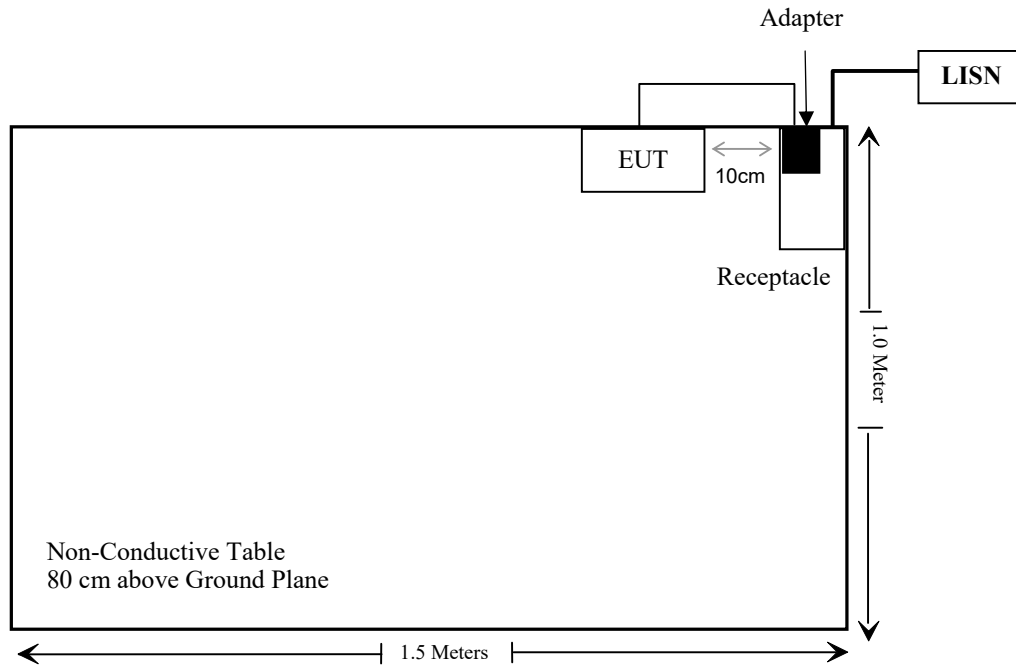 Adapter
LISN
EUT
10cm
Receptacle
1.0 Meter
Non-Conductive Table
80 cm above Ground Plane
1.5 Meters